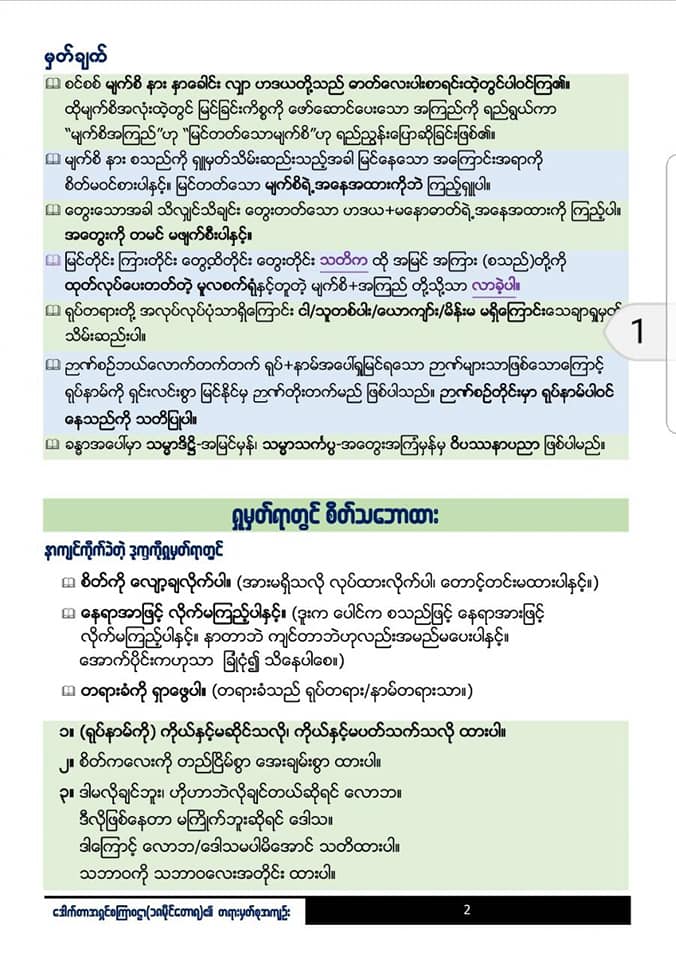 မှတ်ချက်
🕮 စင်စစ် မျက်စိ နား နှာခေါင်း လျှာ ဟဒယတို့သည် ဓာတ်လေးပါးစာရင်းထဲတွင်ပါဝင်ကြ၏။
ထိုမျက်စိအလုံးထဲတွင် မြင်ခြင်းကိစ္စကို ဖော်ဆောင်ပေးသော အကြည်ကို ရည်ရွယ်ကာ
“မျက်စိအကြည်”ဟု “မြင်တတ်သောမျက်စိ”ဟု ရည်ညွှန်းပြောဆိုခြင်းဖြစ်၏။
🕮 မျက်စိ နား စသည်ကို ရှူမှတ်သိမ်းဆည်းသည့်အခါ မြင်နေသော အကြောင်းအရာကို
စိတ်မဝင်စားပါနှင့်။ မြင်တတ်သော မျက်စိရဲ့အနေအထားကိုဘဲ ကြည့်ရှူပါ။
🕮 တွေးသောအခါ သိလျှင်သိချင်း တွေးတတ်သော ဟဒယ+မနောဓာတ်ရဲ့အနေအထားကို ကြည့်ပါ။
အတွေးကို တမင် မဖျက်စီးပါနှင့်။
🕮 မြင်တိုင်း ကြားတိုင်း တွေ့ထိတိုင်း တွေးတိုင်း သတိက ထို အမြင် အကြား (စသည်)တို့ကို
ထုတ်လုပ်ပေးတတ်တဲ့ မူလစက်ရုံနှင့်တူတဲ့ မျက်စိ+အကြည် တို့သို့သာ လာခဲ့ပါ။
🕮 ရုပ်တရားတို့ အလုပ်လုပ်ပုံသာရှိကြောင်း ငါ/သူတစ်ပါး/ယောကျာ်း/မိန်းမ မရှိကြောင်းသေချာရှုမှတ်
သိမ်းဆည်းပါ။
🕮 ဉာဏ်စဉ်ဘယ်လောက်တက်တက် ရုပ်+နာမ်အပေါ်ရှုမြင်ရသော ဉာဏ်များသာဖြစ်သောကြောင့်
ရုပ်နာမ်ကို ရှင်းလင်းစွာ မြင်နိုင်မှ ဉာဏ်တိုးတက်မည် ဖြစ်ပါသည်။ ဉာဏ်စဉ်တိုင်းမှာ ရုပ်နာမ်ပါဝင်
နေသည်ကို သတိပြုပါ။
🕮 ခန္ဓာအပေါ်မှာ သမ္မာဒိဋ္ဌိ-အမြင်မှန်၊ သမ္မာသင်္ကပ္ပ-အတွေးအကြံမှန်မှ ဝိပဿနာပညာ ဖြစ်ပါမည်။
ရှုမှတ်ရာတွင် စိတ်သဘောထား
နာကျင်ကိုက်ခဲတဲ့ ဒုက္ခကိုရှုမှတ်ရာတွင်
🕮 စိတ်ကို လျော့ချလိုက်ပါ။ (အားမရှိသလို လုပ်ထားလိုက်ပါ၊ တောင့်တင်းမထားပါနှင့်။)
🕮 နေရာအာဖြင့် လိုက်မကြည့်ပါနှင့်။ (ဒူးက ပေါင်က စသည်ဖြင့် နေရာအားဖြင့်
လိုက်မကြည့်ပါနှင့်။ နာတာဘဲ ကျင်တာဘဲဟုလည်းအမည်မပေးပါနှင့်။
အောက်ပိုင်းကဟုသာ ခြုံငုံ၍ သိနေပါစေ။)
🕮 တရားခံကို ရှာဖွေပါ။ (တရားခံသည် ရုပ်တရား/နာမ်တရားသာ။)
၁။ (ရုပ်နာမ်ကို) ကိုယ်နှင့်မဆိုင်သလို၊ ကိုယ်နှင့်မပတ်သက်သလို ထားပါ။
၂။ စိတ်ကလေးကို တည်ငြိမ်စွာ အေးချမ်းစွာ ထားပါ။
၃။ ဒါမလိုချင်ဘူး၊ ဟိုဟာဘဲလိုချင်တယ်ဆိုရင် လောဘ။
ဒီလိုဖြစ်နေတာ မကြိုက်ဘူးဆိုရင် ဒေါသ။
ဒါကြောင့် လောဘ/ဒေါသမပါမိအောင် သတိထားပါ။
သဘာဝကို သဘာဝလေးအတိုင်း ထားပါ။
ဒေါက်တာအရှင်စကြာဝဋ္ဌာ(၁၈မိုင်တောရ)၏ တရားမှတ်စုအကျဉ်း
2
1